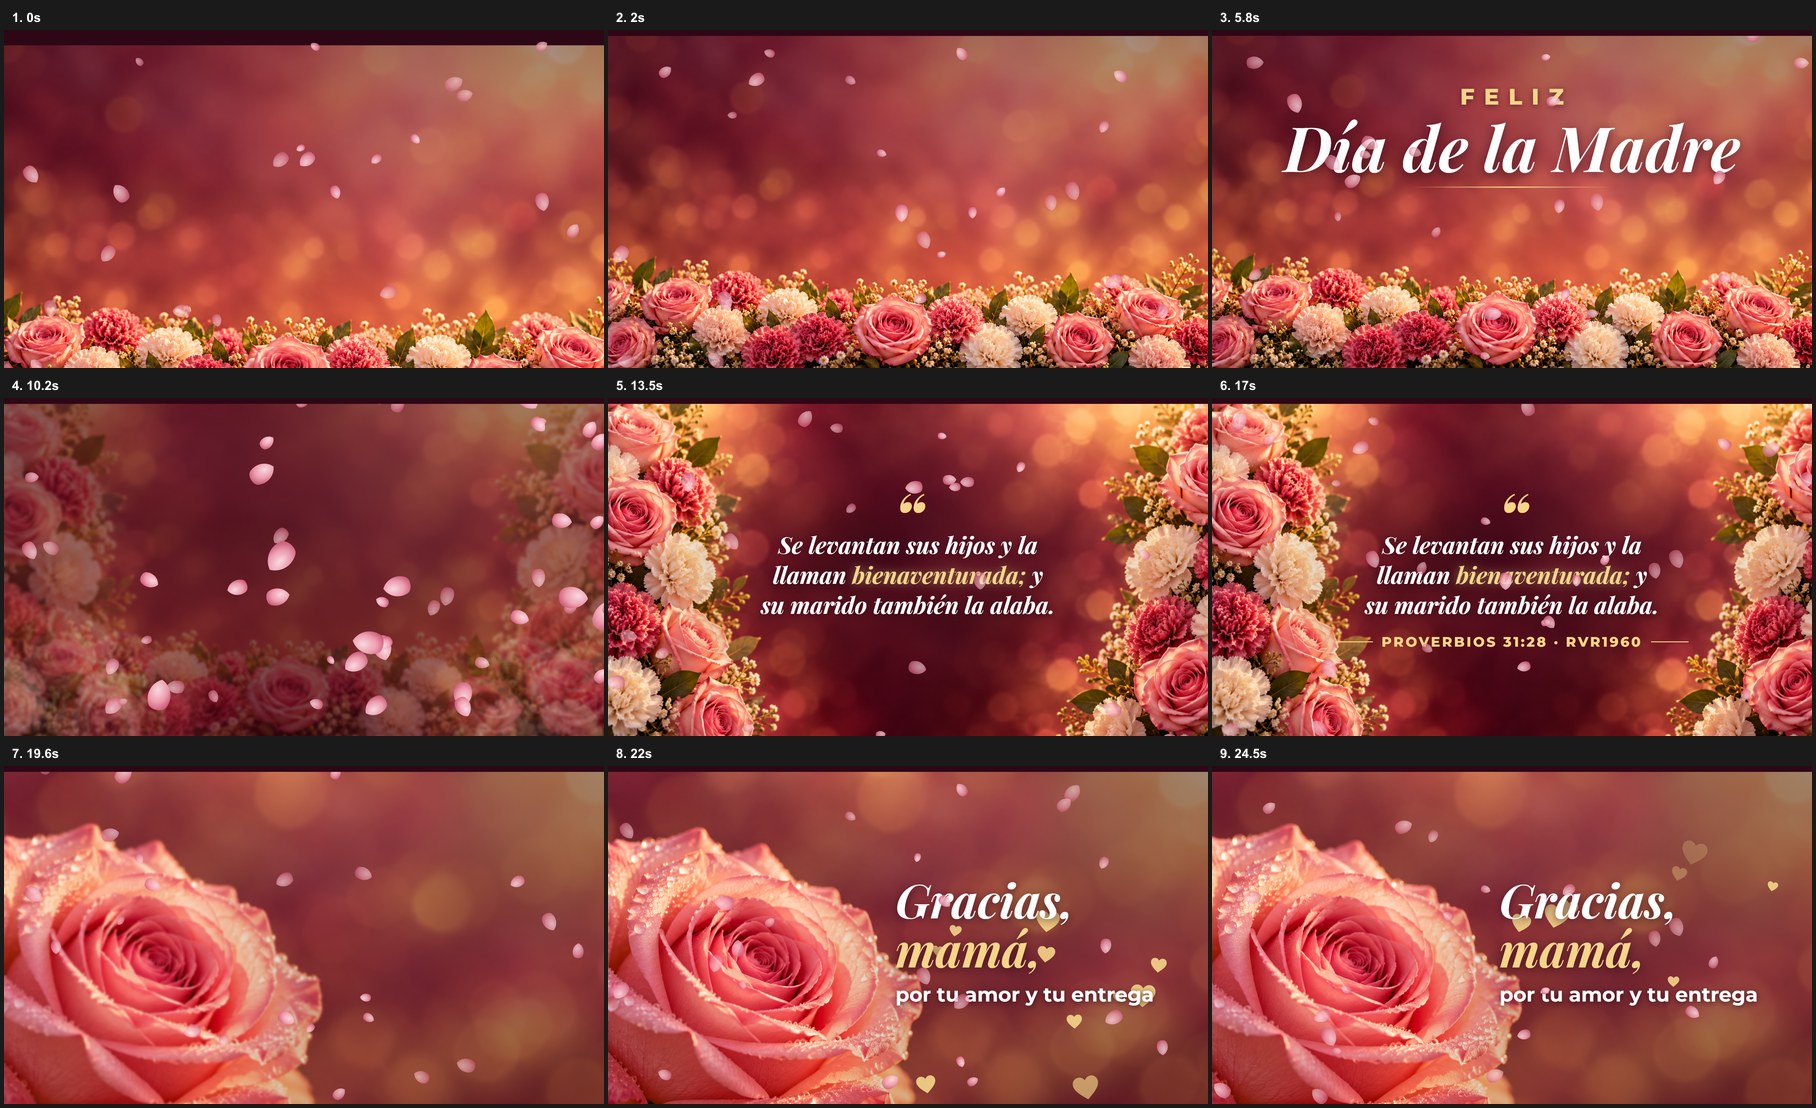 1. 0s
2. 2s
3. 5.8s
FELIZ
Día de la Madre
4. 10.2s
5. 13.5s
“
Se levantan sus hijos y la
llaman bienaventurada; y
su marido también la alaba.
6. 17s
“
Se levantan sus hijos y la
llaman bienaventurada; y
su marido también la alaba.
PROVERBIOS 31:28 · RVR1960
7. 19.6s
8. 22s
Gracias,
mamá,
por tu amor y tu entrega
9. 24.5s
Gracias,
mamá,
por tu amor y tu entrega